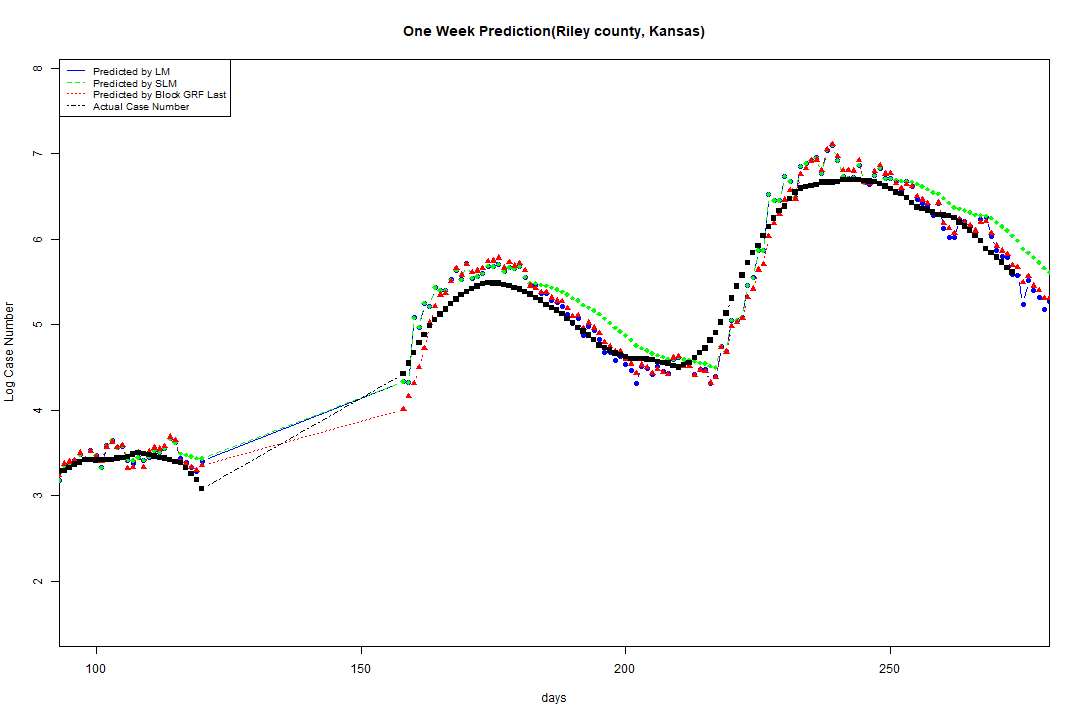 One Week Prediction(Riley county, Kansas)
Predicted by LM
Predicted by SLM
Predicted by Block GRF Last
Actual Case Number
Log Case Number
8
7
6
5
4
3
2
100 150 200 250
days